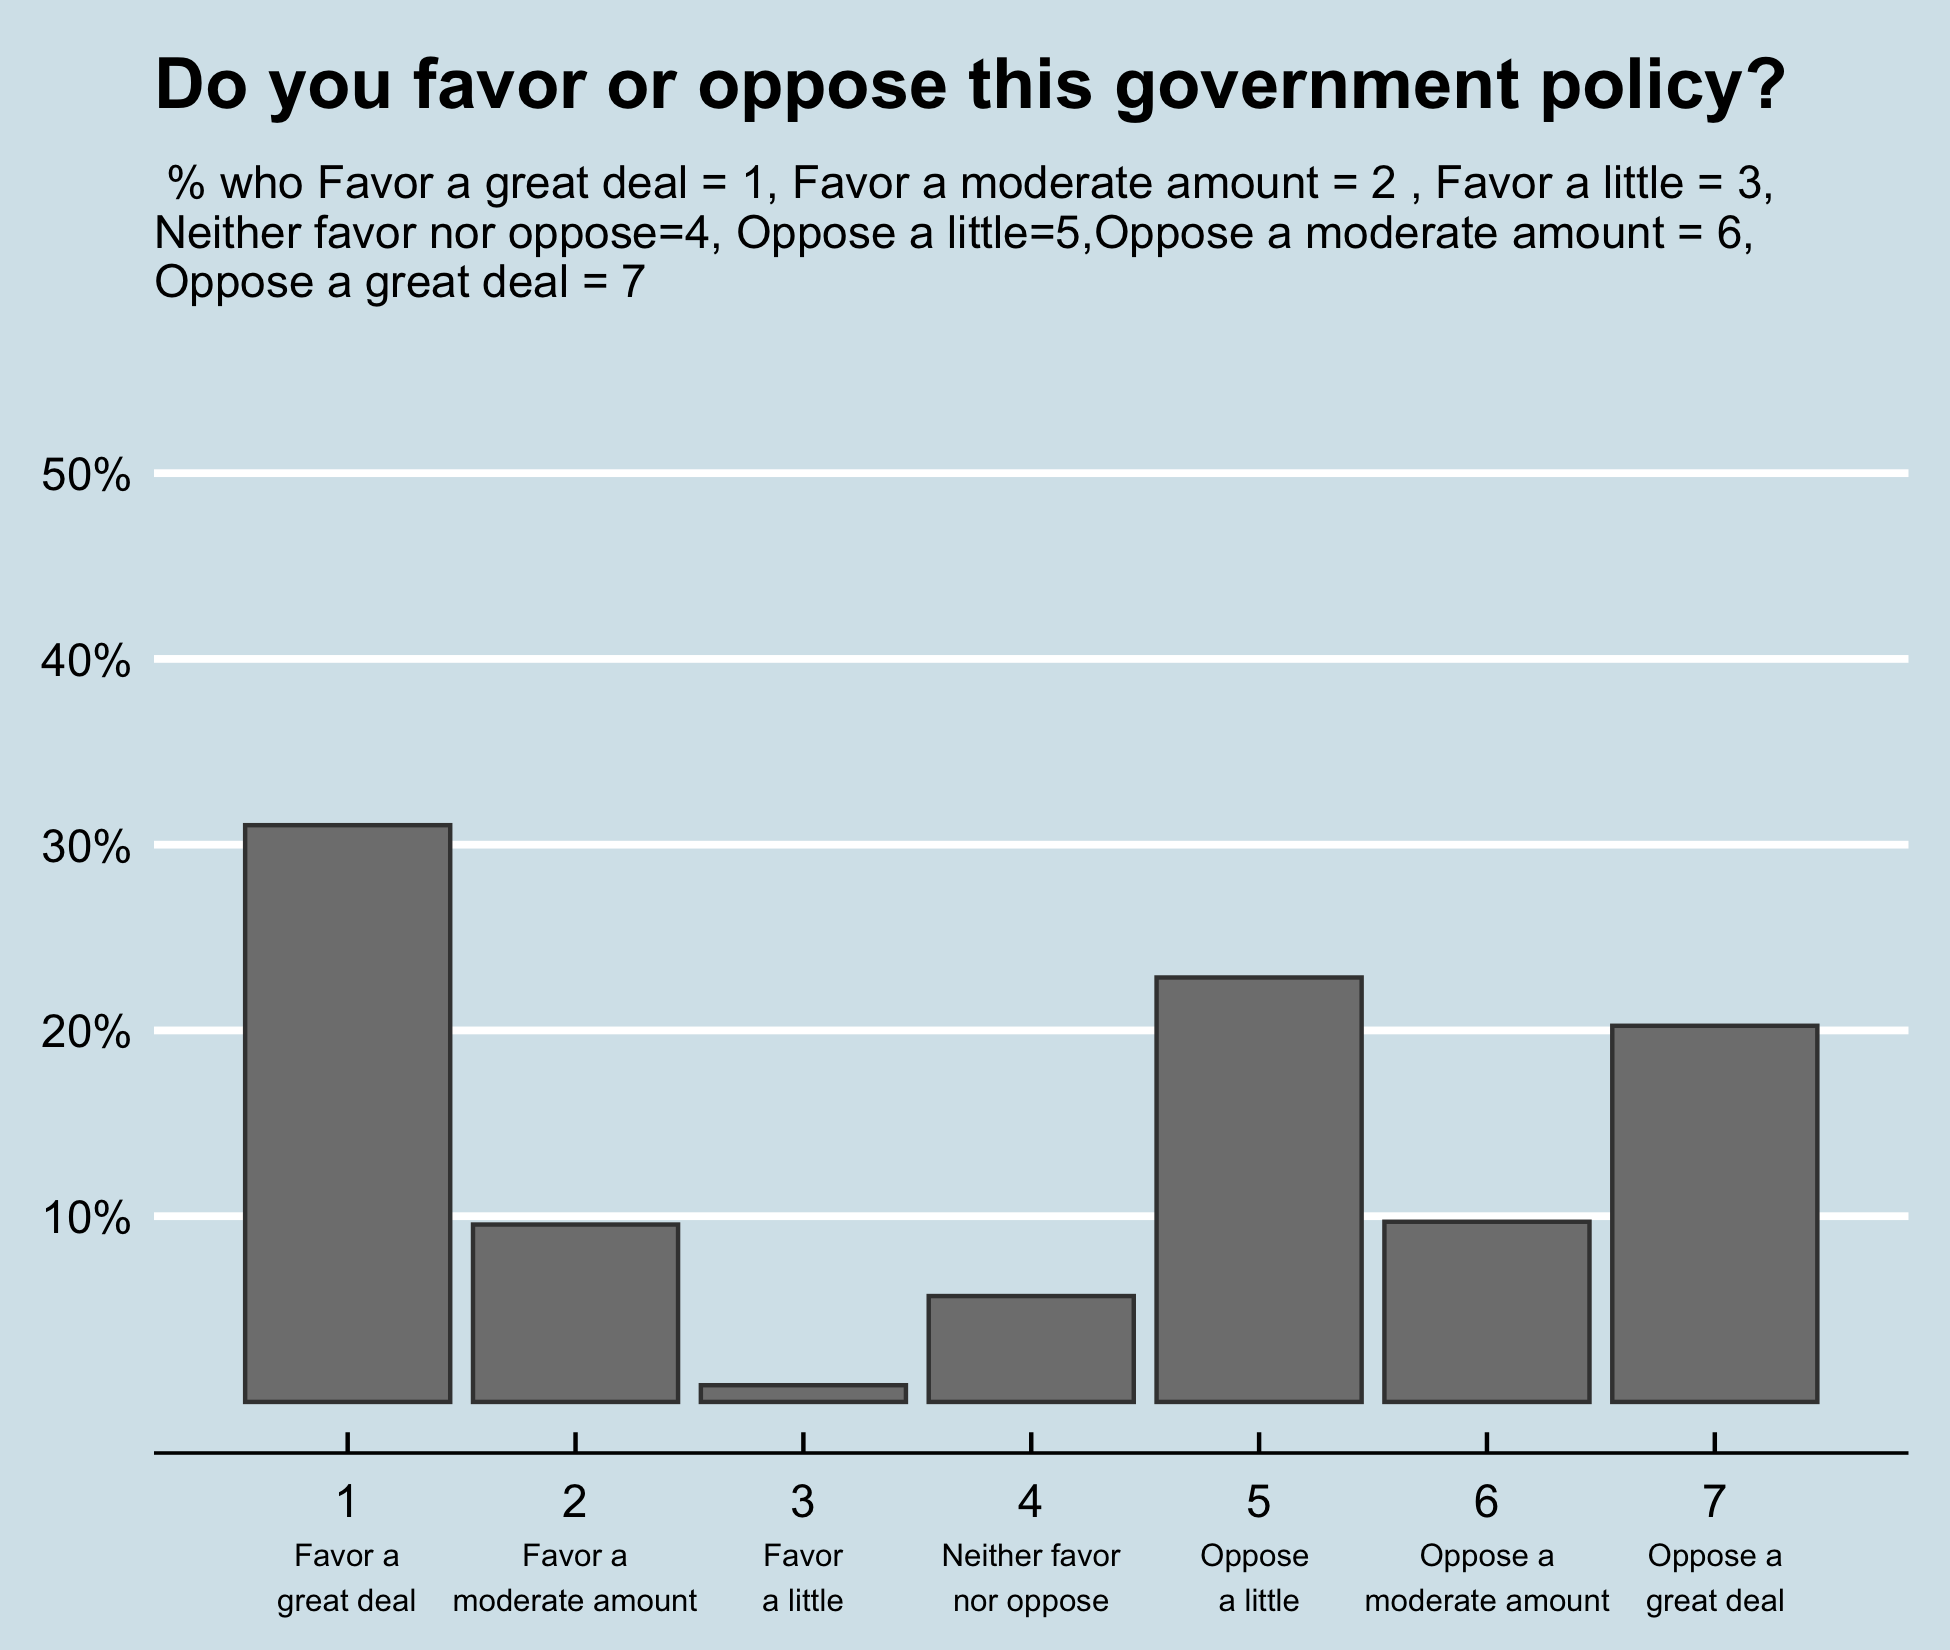 Do you favor or oppose this government policy?
% who Favor a great deal = 1, Favor a moderate amount = 2 , Favor a little = 3,
Neither favor nor oppose=4, Oppose a little=5,Oppose a moderate amount = 6,
Oppose a great deal = 7
50%
40%
30%
20%
10%
1 2 3 4 5 6 7
Favor a Favor a Favor Neither favor Oppose Oppose a Oppose a
great deal moderate amount a little nor oppose a little moderate amount great deal